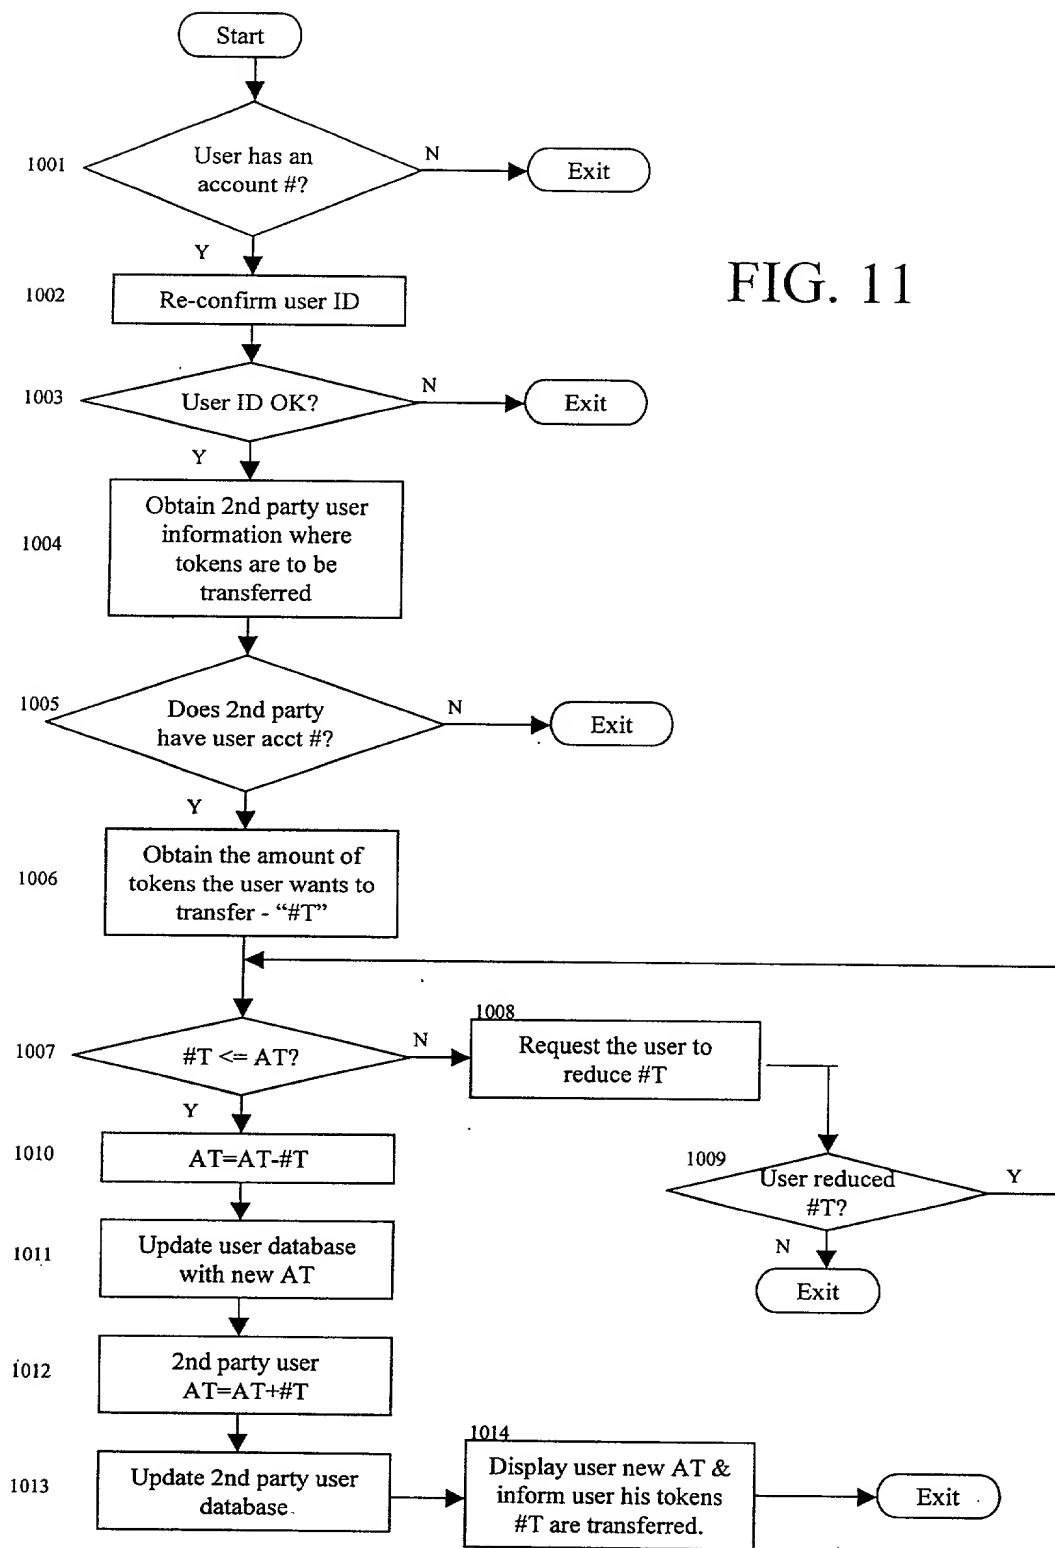 Start
1001
User has an
account #?
N
Exit
Y
FIG. 11
1002
Re-confirm user ID
1003
User ID OK?
N
Exit
Y
1004
Obtain 2nd party user
information where
tokens are to be
transferred
1005
Does 2nd party
have user acct #?
N
Exit
Y
1006
Obtain the amount of
tokens the user wants to
transfer - “#T”
1007
#T <= AT?
N
1008
Request the user to
reduce #T
Y
1009
User reduced
#T?
Y
N
Exit
1010
AT=AT-#T
1011
Update user database
with new AT
1012
2nd party user
AT=AT+#T
1013
Update 2nd party user
database
1014
Display user new AT &
inform user his tokens
#T are transferred.
Exit